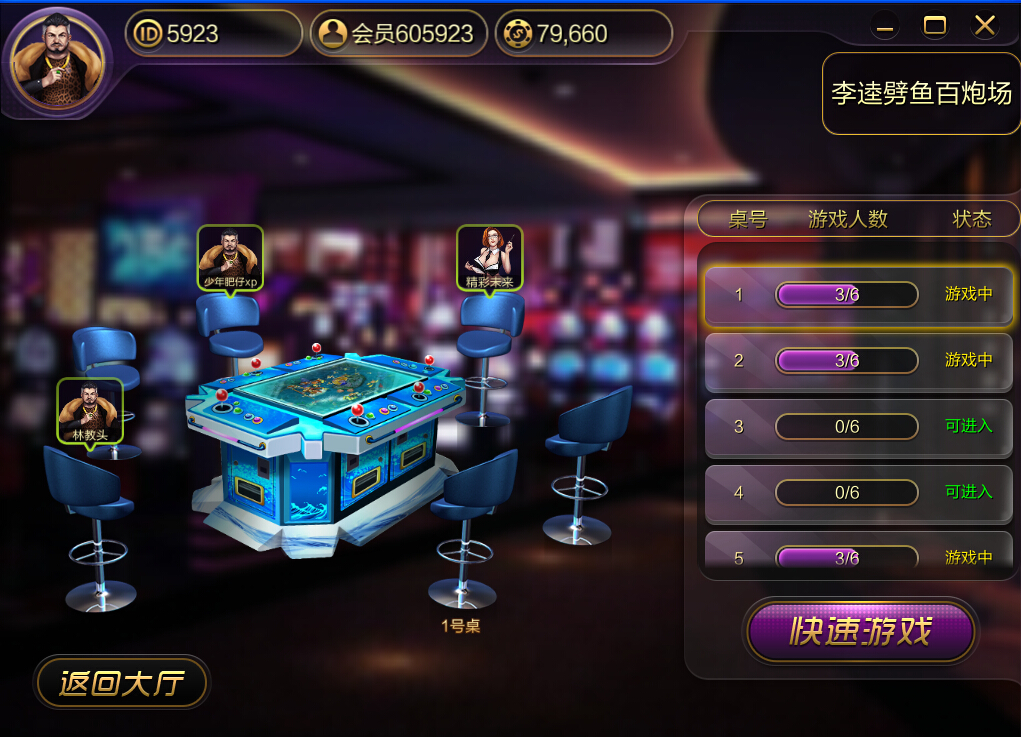 ID 5923
会员605923
79,660
李逵劈鱼百炮场
桌号 游戏人数 状态
1 3/6 游戏中
2 3/6 游戏中
3 0/6 可进入
4 0/6 可进入
5 3/6 游戏中
快速游戏
少年肥仔xp
精彩未来
林教头
1号桌
返回大厅